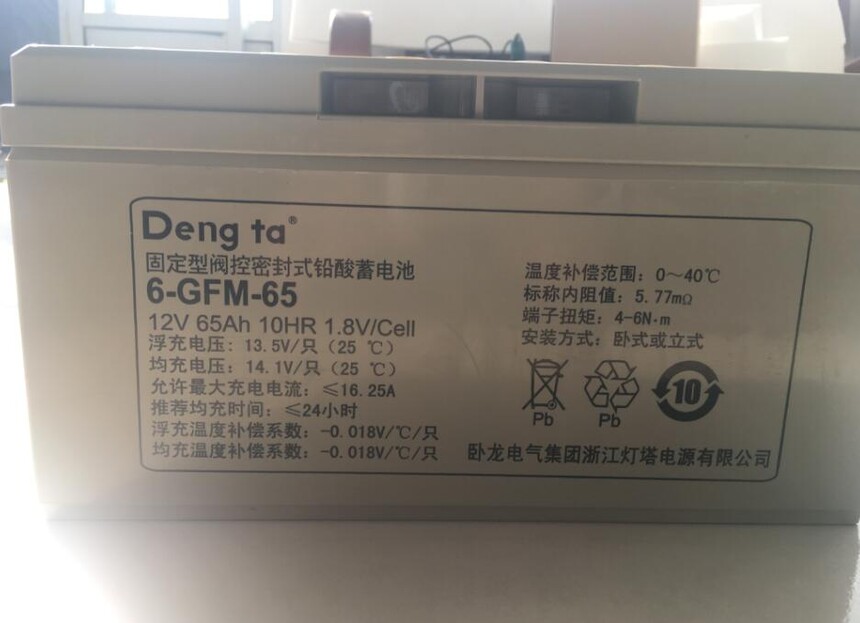 Deng ta®
固定型阀控密封式铅酸蓄电池
6-GFM-65
12V 65Ah 10HR 1.8V/Cell
浮充电压：13.5V/只（25 ℃）
均充电压：14.1V/只（25 ℃）
允许最大充电电流：≤16.25A
推荐均充时间：≤24小时
浮充温度补偿系数：-0.018V/℃/只
均充温度补偿系数：-0.018V/℃/只
温度补偿范围：0～40℃
标称内阻值：5.77mΩ
端子扭矩：4-6N·m
安装方式：卧式或立式
Pb
Pb
10
卧龙电气集团浙江灯塔电源有限公司